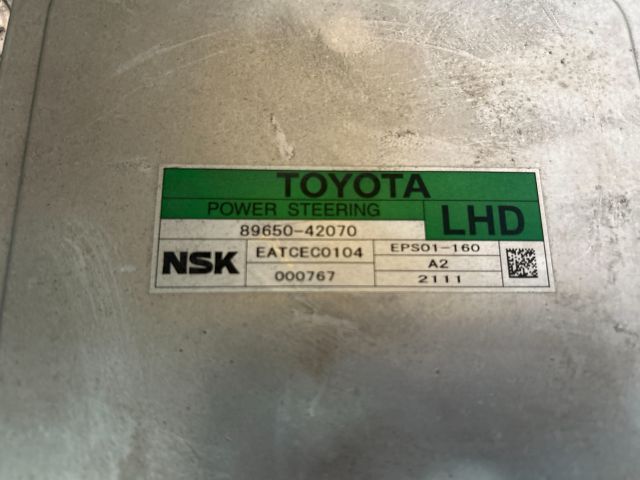 TOYOTA
POWER STEERING
LHD
89650-42070
NSK
EATCEC0104
EPS01-160
A2
000767
2111